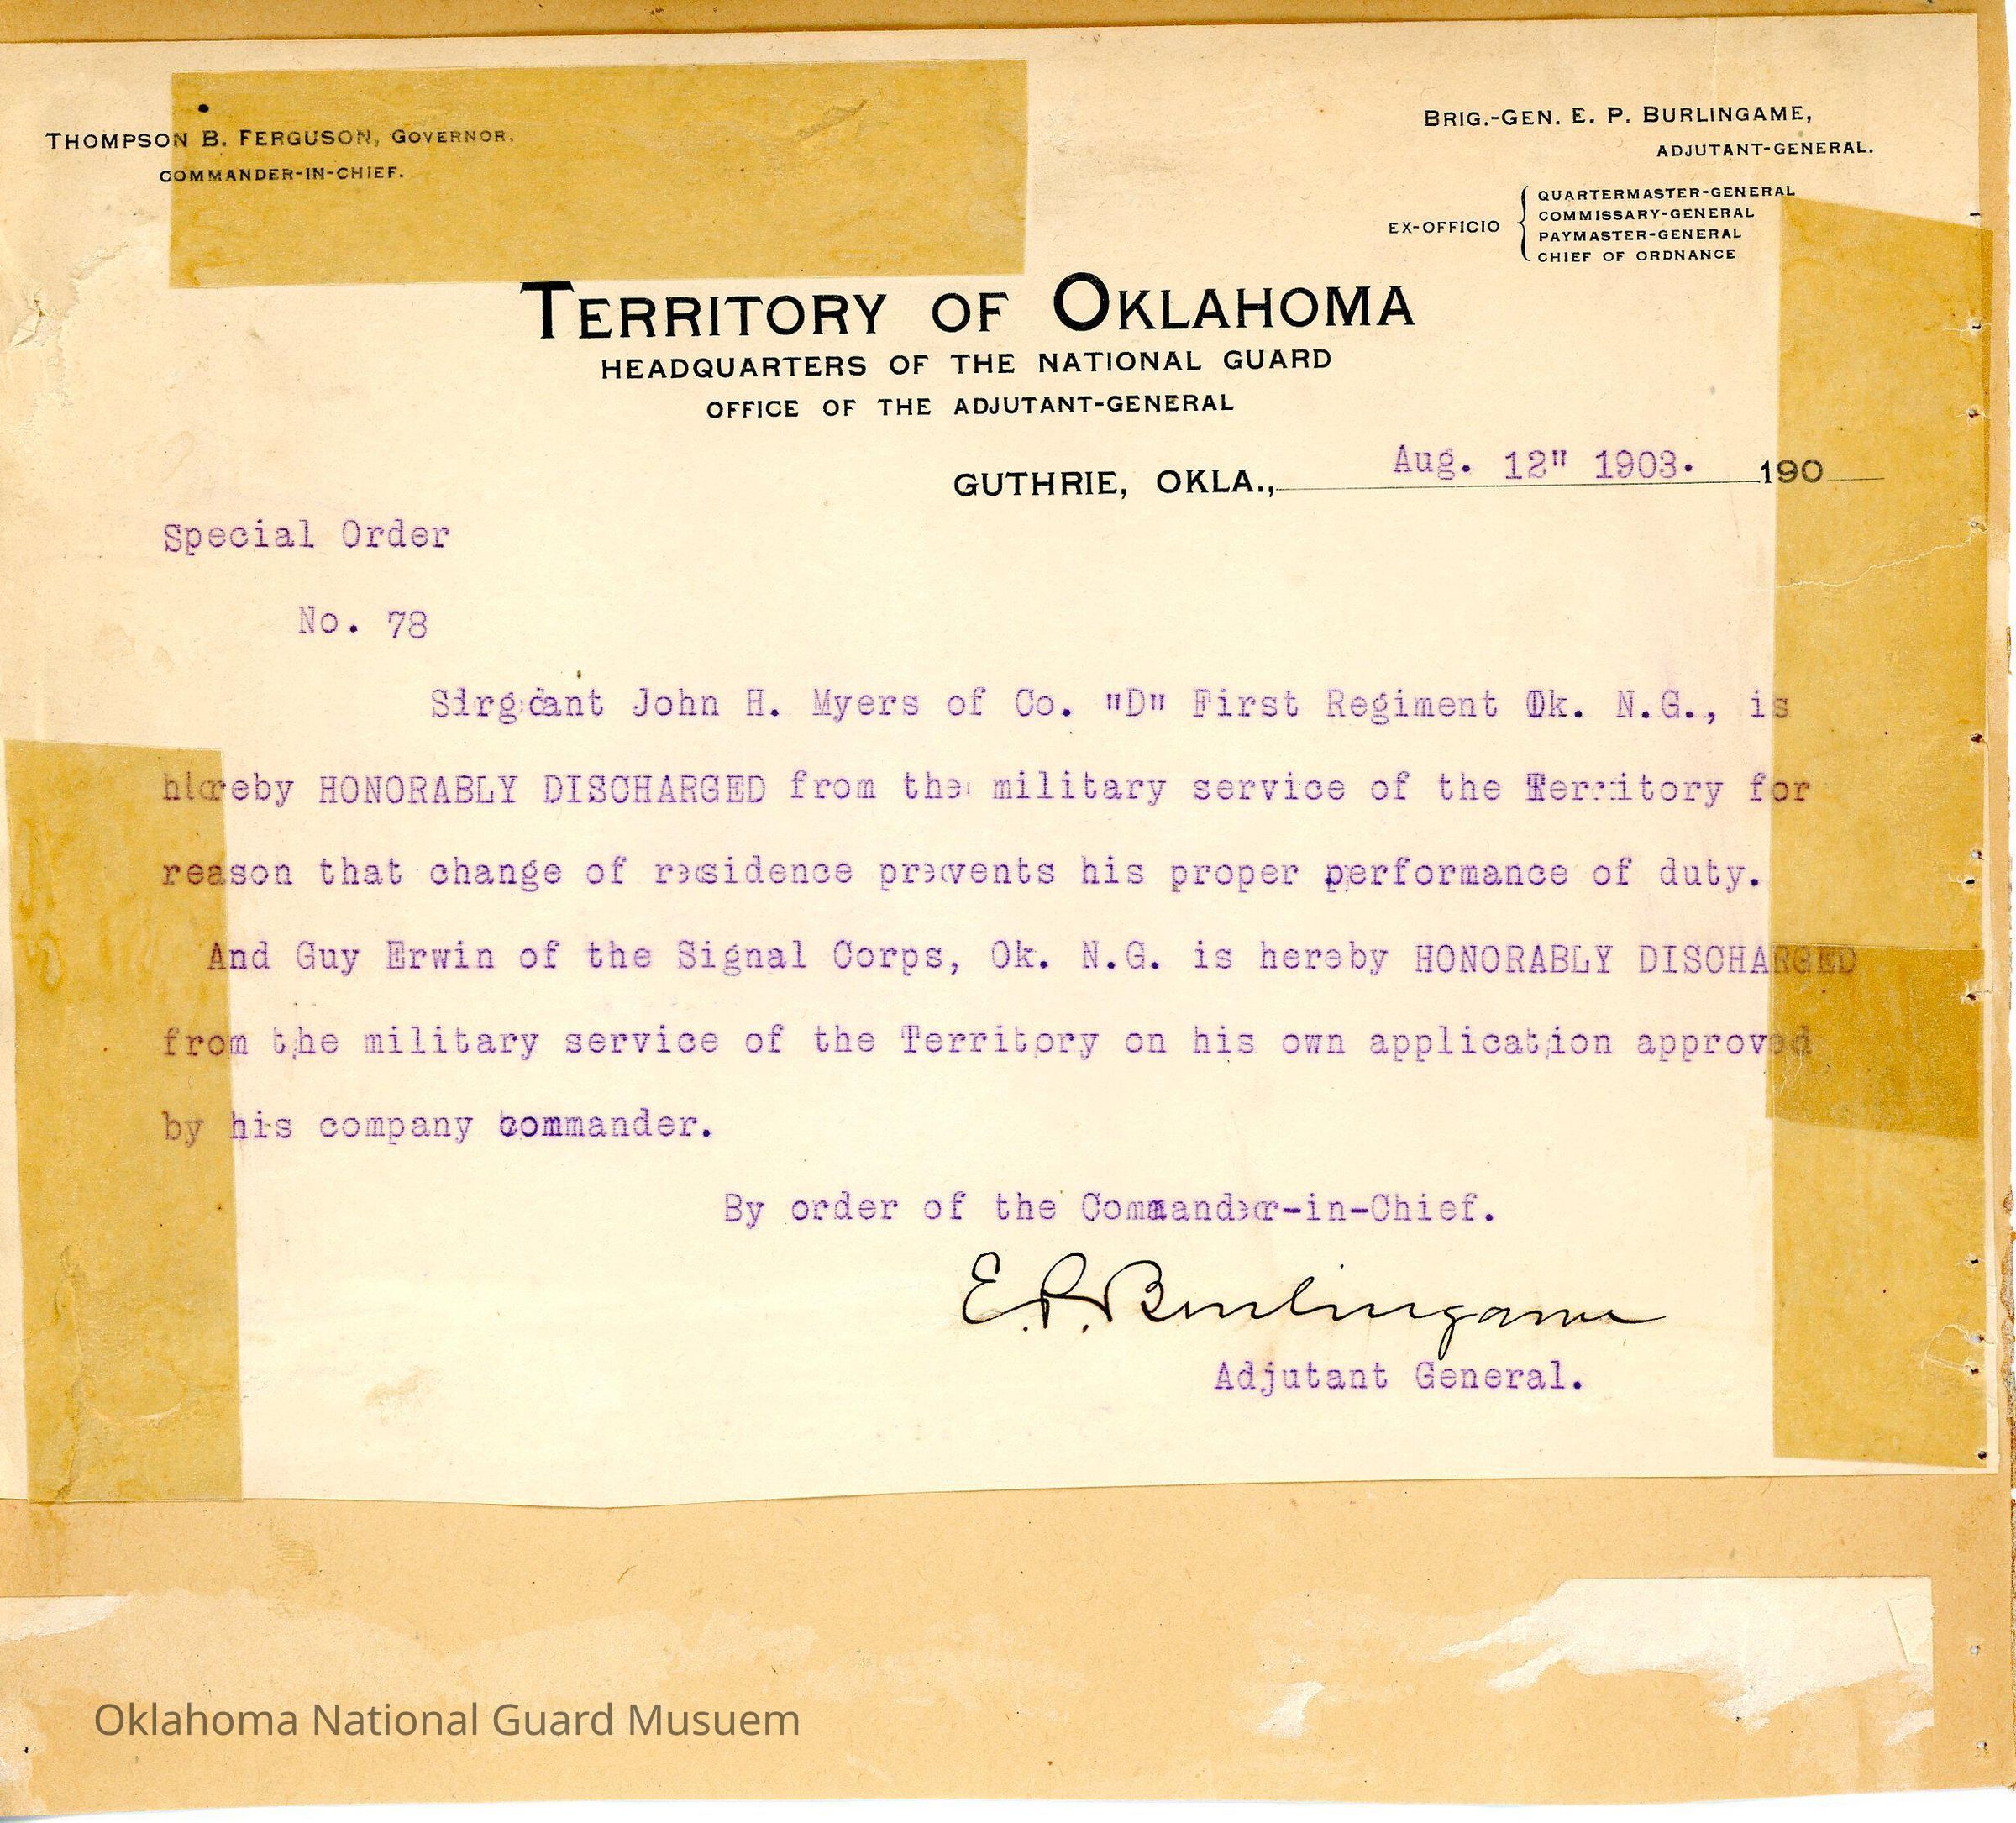 THOMPSON B. FERGUSON, GOVERNOR.
COMMANDER-IN-CHIEF.
BRIG.-GEN. E. P. BURLINGAME,
ADJUTANT-GENERAL.
EX-OFFICIO
QUARTERMASTER-GENERAL
COMMISSARY-GENERAL
PAYMASTER-GENERAL
CHIEF OF ORDNANCE
TERRITORY OF OKLAHOMA
HEADQUARTERS OF THE NATIONAL GUARD
OFFICE OF THE ADJUTANT-GENERAL
GUTHRIE, OKLA., Aug. 12" 1903. 190
Special Order
No. 78
Sergeant John H. Myers of Co. "D" First Regiment Ok. N.G., is
hereby HONORABLY DISCHARGED from the military service of the Territory for
reason that change of residence prevents his proper performance of duty.
And Guy Erwin of the Signal Corps, Ok. N.G. is hereby HONORABLY DISCHARGED
from the military service of the Territory on his own application approved
by his company commander.
By order of the Commander-in-Chief.
E. P. Burlingame
Adjutant General.
Oklahoma National Guard Musuem